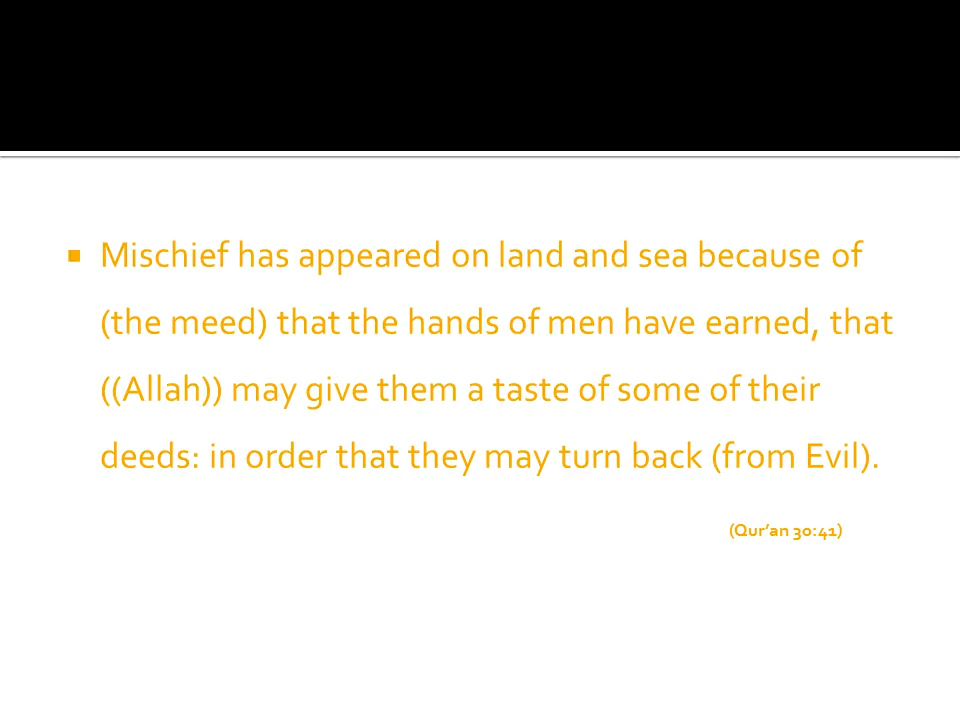 Mischief has appeared on land and sea because of
(the meed) that the hands of men have earned, that
((Allah)) may give them a taste of some of their
deeds: in order that they may turn back (from Evil).
(Qur’an 30:41)